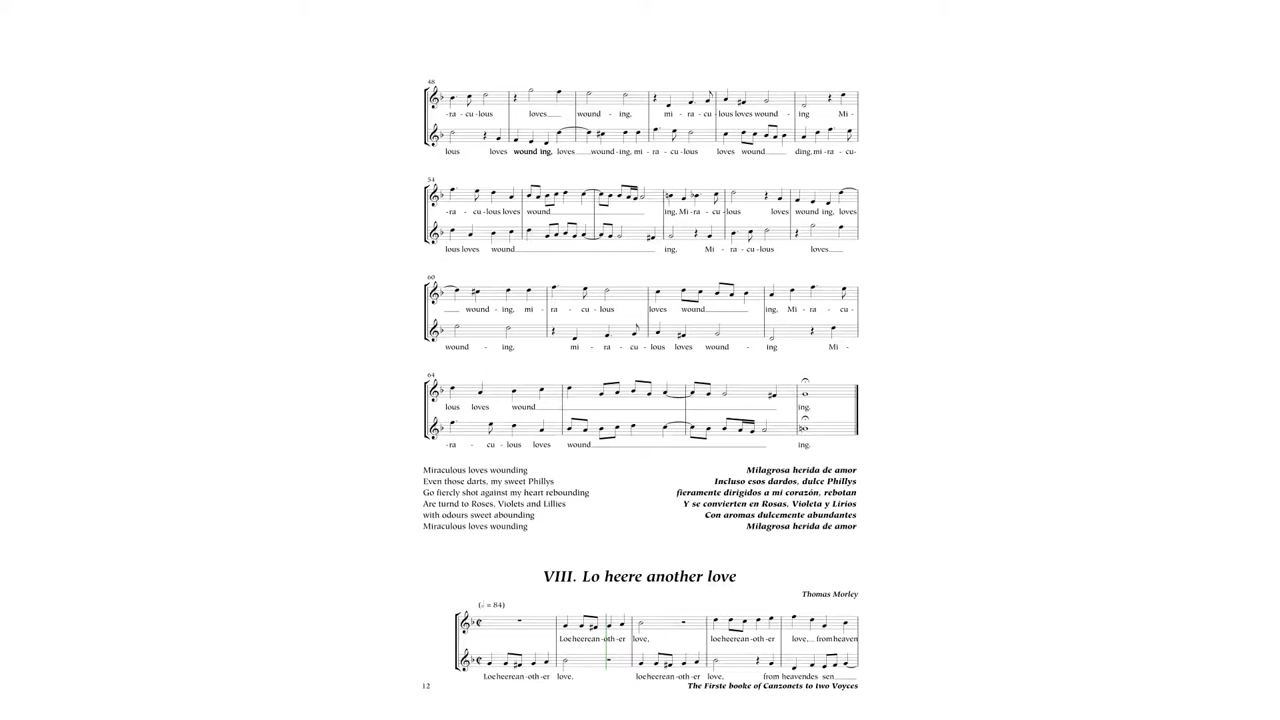 48
-ra - cu -lous loves wound - ing, mi - ra - cu - lous loves wound - ing Mi -
lous loves wound ing, loves wound - ing, mi - ra - cu - lous loves wound ding, mi - ra - cu-
54
-ra - cu - lous loves wound ing, Mi - ra - cu - lous loves wound ing, loves
lous loves wound ing, Mi - ra - cu - lous loves
60
wound - ing, mi - ra - cu - lous loves wound ing, Mi - ra - cu -
wound - ing, mi - ra - cu - lous loves wound - ing Mi -
64
lous loves wound ing.
-ra - cu - lous loves wound ing.
Miraculous loves wounding
Even those darts, my sweet Phillys
Go fiercly shot against my heart rebounding
Are turnd to Roses, Violets and Lillies
with odours sweet abounding
Miraculous loves wounding
Milagrosa herida de amor
Incluso esos dardos, dulce Phillys
fieramente dirigidos a mi corazón, rebotan
Y se convierten en Rosas, Violeta y Lirios
Con aromas dulcemente abundantes
Milagrosa herida de amor
VIII. Lo heere another love
Thomas Morley
(𝅗𝅥 = 84)
Loe heere an - oth - er love, loe heere an - oth - er love, from heaven
Loe heere an - oth - er love, loe heere an - oth - er love, from heaven des sen
12
The Firste booke of Canzonets to two Voyces